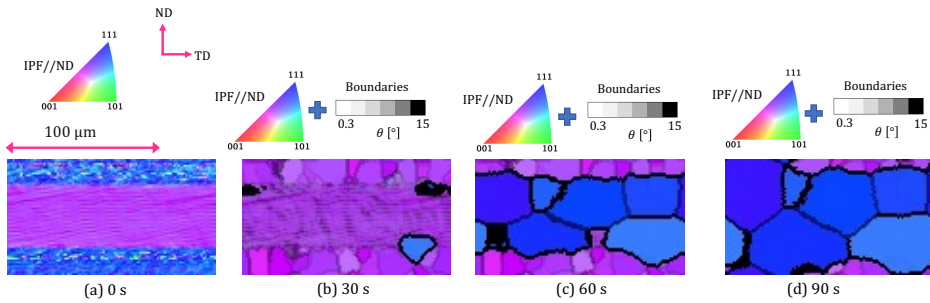 ND
TD
111
IPF//ND
001
101
100 μm
111
IPF//ND
001
101
Boundaries
0.3
15
θ [°]
111
IPF//ND
001
101
Boundaries
0.3
15
θ [°]
111
IPF//ND
001
101
Boundaries
0.3
15
θ [°]
(a) 0 s
(b) 30 s
(c) 60 s
(d) 90 s